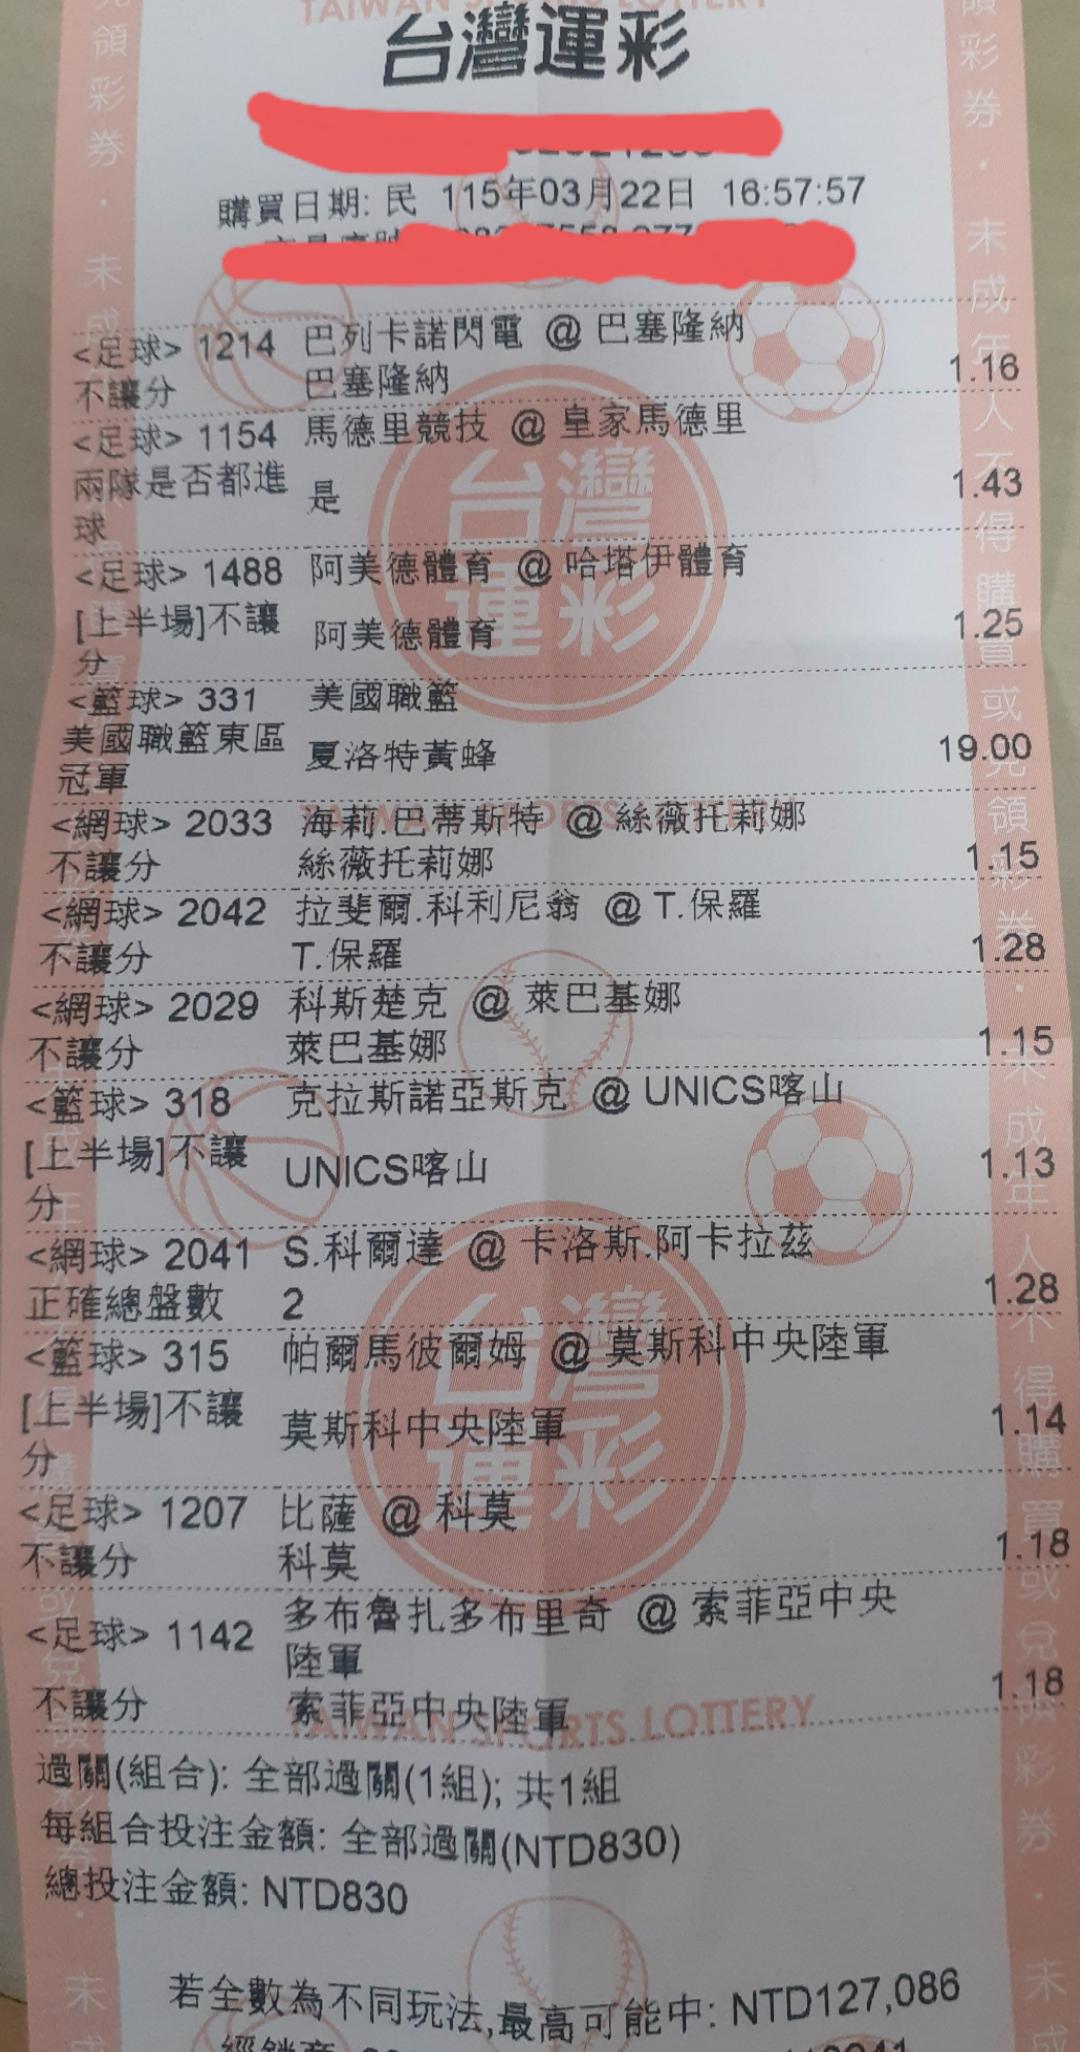 TAIWAN SPORTS LOTTERY
台灣運彩
購買日期: 民 115年03月22日 16:57:57
<足球> 1214 巴列卡諾閃電 @ 巴塞隆納
不讓分 巴塞隆納 1.16
<足球> 1154 馬德里競技 @ 皇家馬德里
兩隊是否都進球 是 1.43
<足球> 1488 阿美德體育 @ 哈塔伊體育
[上半場]不讓分 阿美德體育 1.25
<籃球> 331 美國職籃
美國職籃東區冠軍 夏洛特黃蜂 19.00
<網球> 2033 海莉.巴蒂斯特 @ 絲薇托莉娜
不讓分 絲薇托莉娜 1.15
<網球> 2042 拉斐爾.科利尼翁 @ T.保羅
不讓分 T.保羅 1.28
<網球> 2029 科斯楚克 @ 萊巴基娜
不讓分 萊巴基娜 1.15
<籃球> 318 克拉斯諾亞斯克 @ UNICS喀山
[上半場]不讓分 UNICS喀山 1.13
<網球> 2041 S.科爾達 @ 卡洛斯.阿卡拉茲
正確總盤數 2 1.28
<籃球> 315 帕爾馬彼爾姆 @ 莫斯科中央陸軍
[上半場]不讓分 莫斯科中央陸軍 1.14
<足球> 1207 比薩 @ 科莫
不讓分 科莫 1.18
<足球> 1142 多布魯扎多布里奇 @ 索菲亞中央陸軍
不讓分 索菲亞中央陸軍 1.18
TAIWAN SPORTS LOTTERY
過關(組合): 全部過關(1組); 共1組
每組合投注金額: 全部過關(NTD830)
總投注金額: NTD830
若全數為不同玩法,最高可能中: NTD127,086